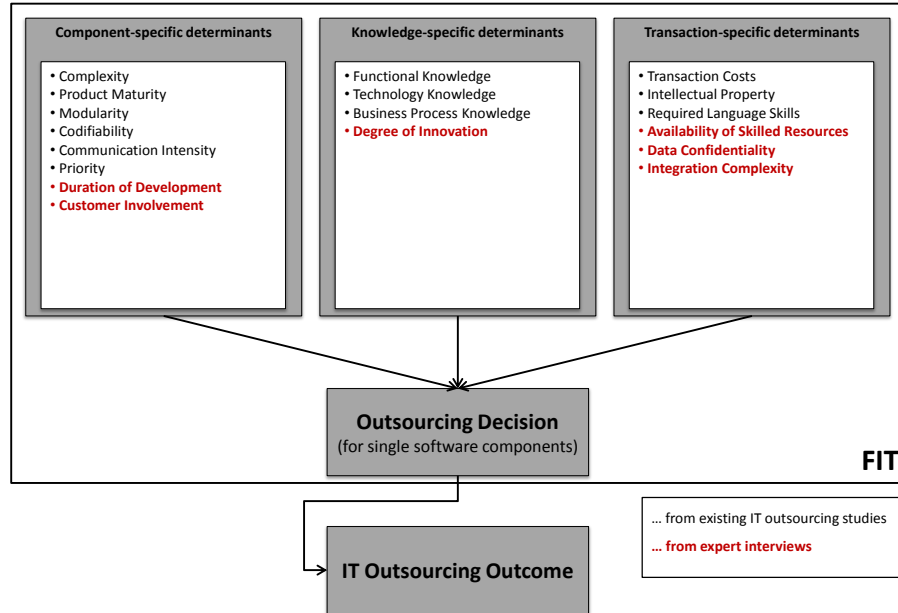 Component-specific determinants
• Complexity
• Product Maturity
• Modularity
• Codifiability
• Communication Intensity
• Priority
• Duration of Development
• Customer Involvement
Knowledge-specific determinants
• Functional Knowledge
• Technology Knowledge
• Business Process Knowledge
• Degree of Innovation
Transaction-specific determinants
• Transaction Costs
• Intellectual Property
• Required Language Skills
• Availability of Skilled Resources
• Data Confidentiality
• Integration Complexity
Outsourcing Decision
(for single software components)
FIT
... from existing IT outsourcing studies
... from expert interviews
IT Outsourcing Outcome